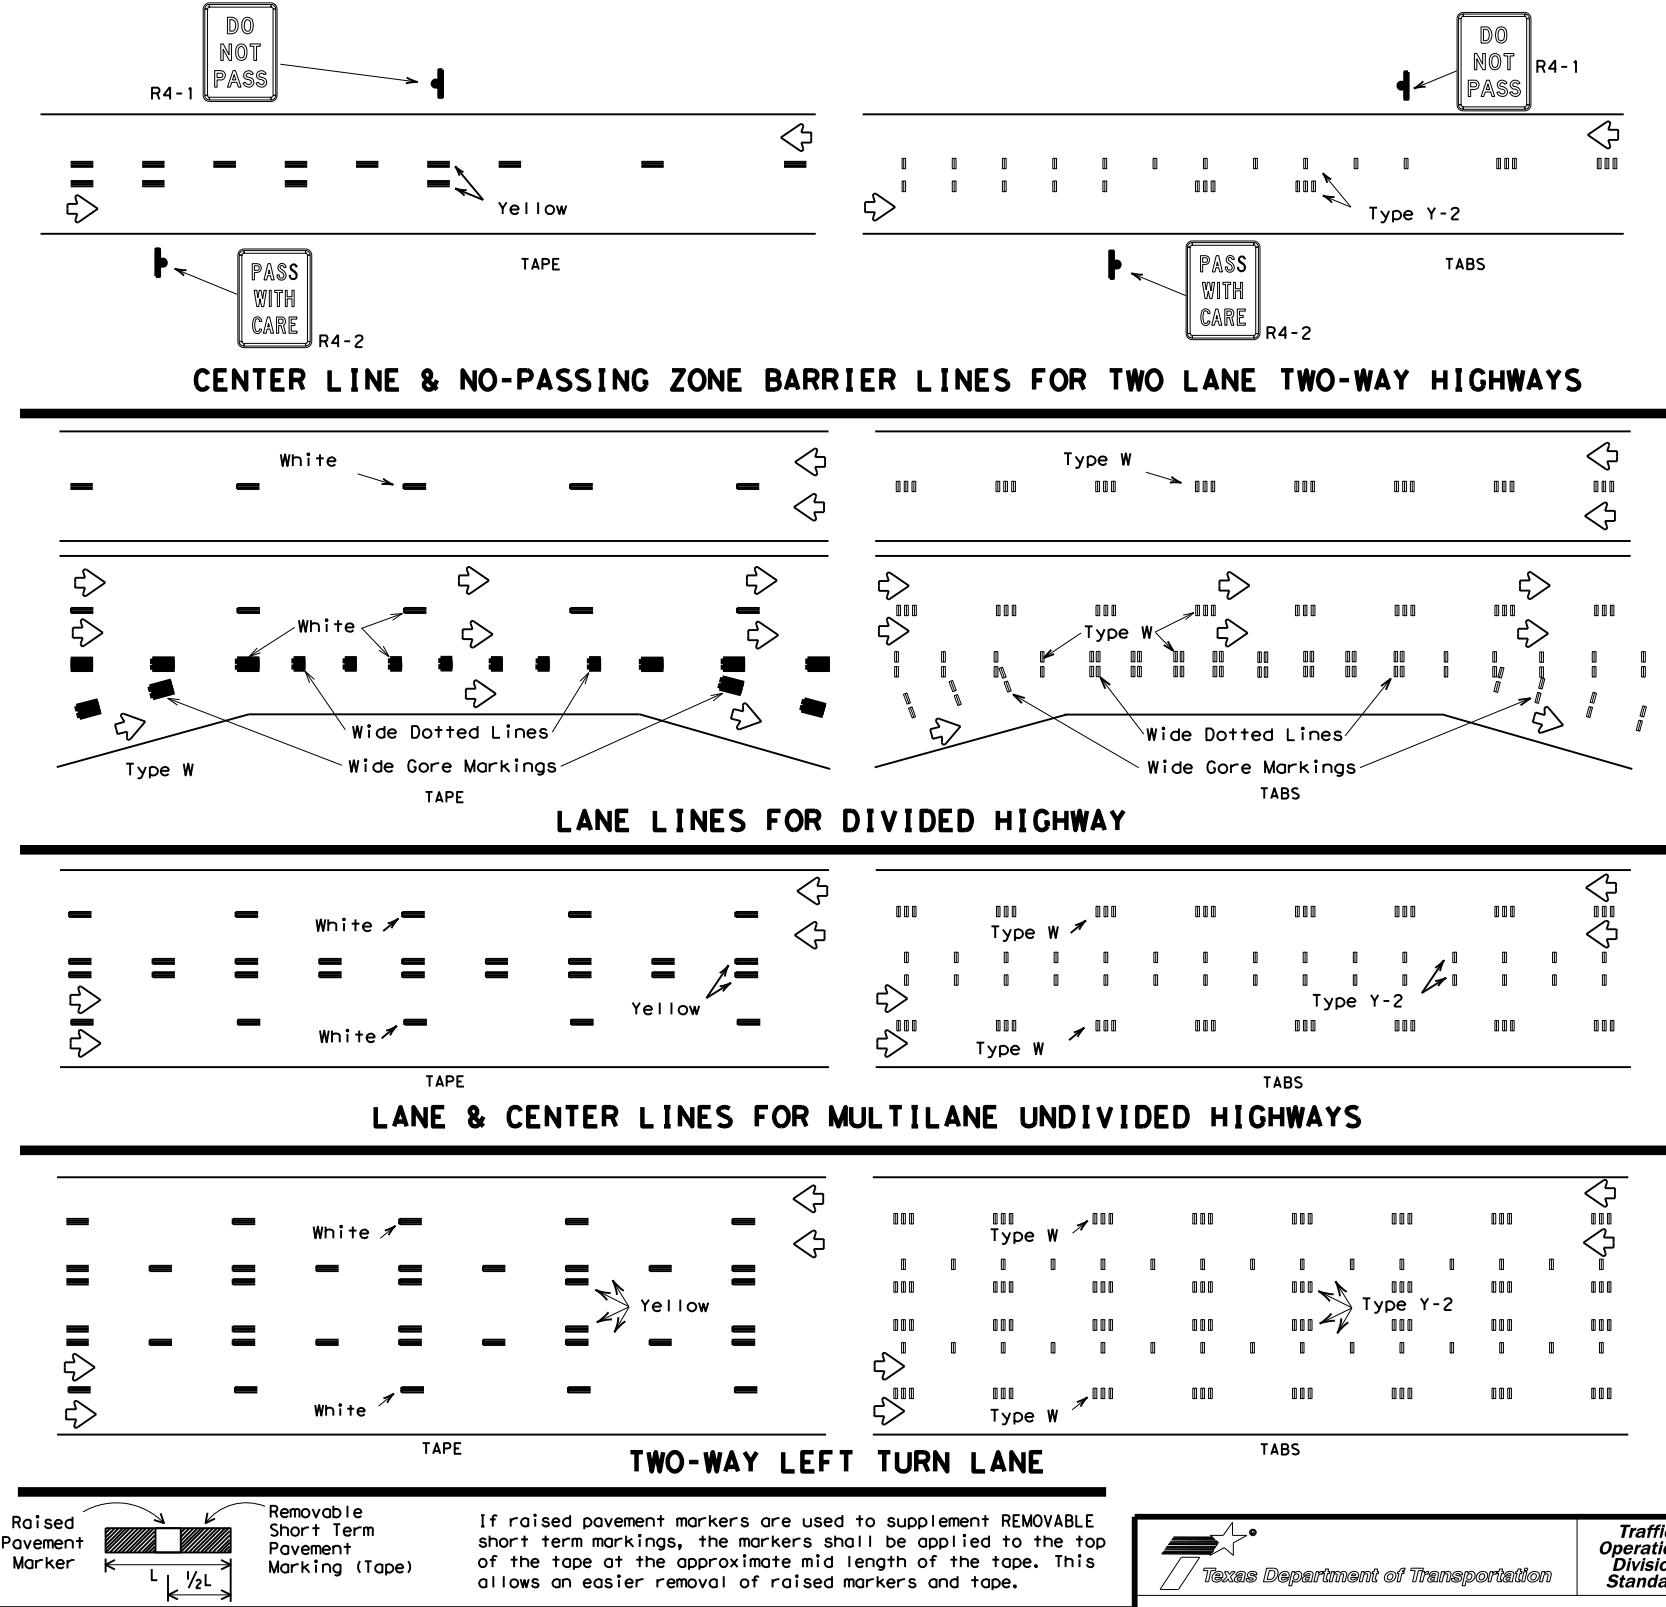 DO
NOT
PASS
R4-1
DO
NOT
PASS
R4-1
Yellow
Type Y-2
PASS
WITH
CARE
R4-2
TAPE
PASS
WITH
CARE
R4-2
TABS
CENTER LINE & NO-PASSING ZONE BARRIER LINES FOR TWO LANE TWO-WAY HIGHWAYS
White
Type W
White
Type W
Wide Dotted Lines
Wide Gore Markings
Type W
TAPE
Wide Dotted Lines
Wide Gore Markings
TABS
LANE LINES FOR DIVIDED HIGHWAY
White
Yellow
White
TAPE
Type W
Type Y-2
Type W
TABS
LANE & CENTER LINES FOR MULTILANE UNDIVIDED HIGHWAYS
White
Yellow
White
TAPE
Type W
Type Y-2
Type W
TABS
TWO-WAY LEFT TURN LANE
Raised
Pavement
Marker
L
½L
Removable
Short Term
Pavement
Marking (Tape)
If raised pavement markers are used to supplement REMOVABLE
short term markings, the markers shall be applied to the top
of the tape at the approximate mid length of the tape. This
allows an easier removal of raised markers and tape.
Texas Department of Transportation
Traffi
Operatio
Divisio
Standa